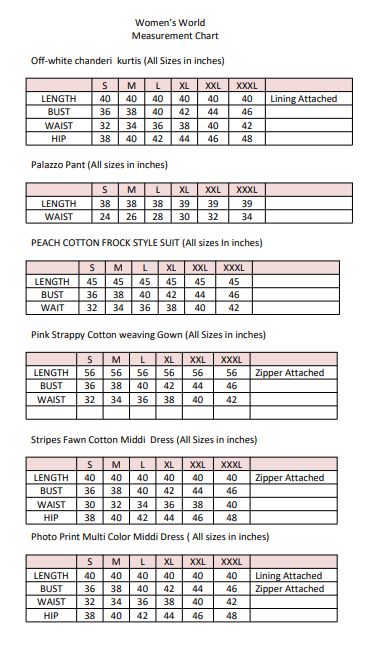 Women's World
Measurement Chart
Off-white chanderi kurtis (All Sizes in inches)
S M L XL XXL XXXL
LENGTH 40 40 40 40 40 40 Lining Attached
BUST 36 38 40 42 44 46
WAIST 32 34 36 38 40 42
HIP 38 40 42 44 46 48
Palazzo Pant (All sizes in inches)
S M L XL XXL XXXL
LENGTH 38 38 38 39 39 39
WAIST 24 26 28 30 32 34
PEACH COTTON FROCK STYLE SUIT (All sizes In inches)
S M L XL XXL XXXL
LENGTH 45 45 45 45 45 45
BUST 36 38 40 42 44 46
WAIT 32 34 36 38 40 42
Pink Strappy Cotton weaving Gown (All Sizes in inches)
S M L XL XXL XXXL
LENGTH 56 56 56 56 56 56 Zipper Attached
BUST 36 38 40 42 44 46
WAIST 32 34 36 38 40 42
Stripes Fawn Cotton Middi Dress (All Sizes in inches)
S M L XL XXL XXXL
LENGTH 40 40 40 40 40 40 Zipper Attached
BUST 36 38 40 42 44 46
WAIST 30 32 34 36 38 40
HIP 38 40 42 44 46 48
Photo Print Multi Color Middi Dress ( All sizes in inches)
S M L XL XXL XXXL
LENGTH 40 40 40 40 40 40 Lining Attached
BUST 36 38 40 42 44 46 Zipper Attached
WAIST 32 34 36 38 40 42
HIP 38 40 42 44 46 48